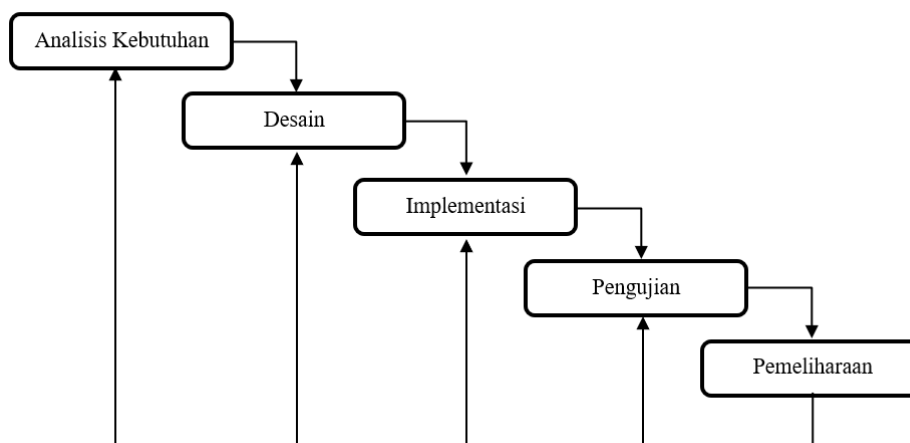 Analisis Kebutuhan
Desain
Implementasi
Pengujian
Pemeliharaan